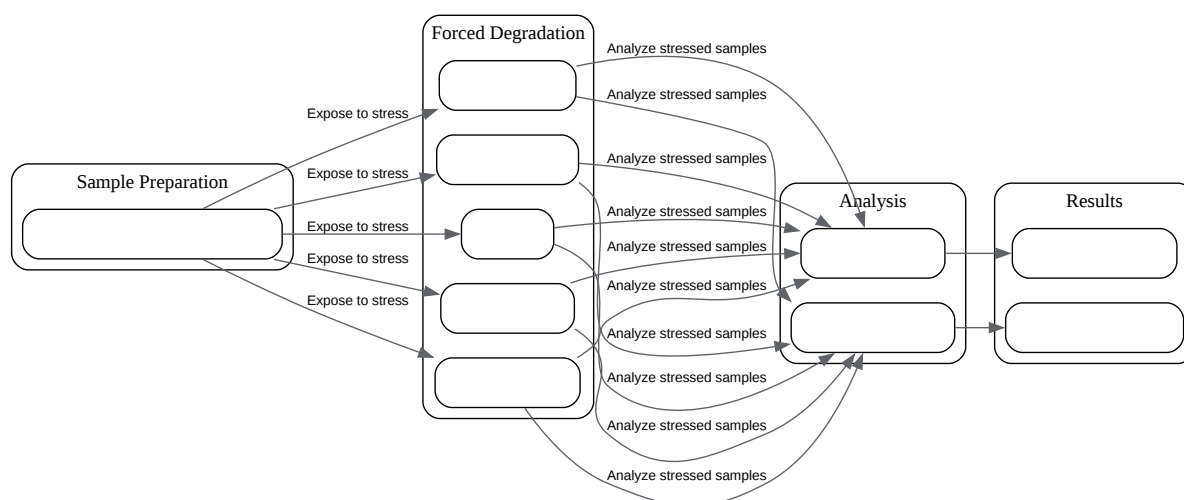 Forced Degradation
Analyze stressed samples
Analyze stressed samples
Expose to stress
Analyze stressed samples
Expose to stress
Sample Preparation
Analysis
Results
Analyze stressed samples
Expose to stress
Analyze stressed samples
Expose to stress
Analyze stressed samples
Expose to stress
Analyze stressed samples
Analyze stressed samples
Analyze stressed samples
Analyze stressed samples